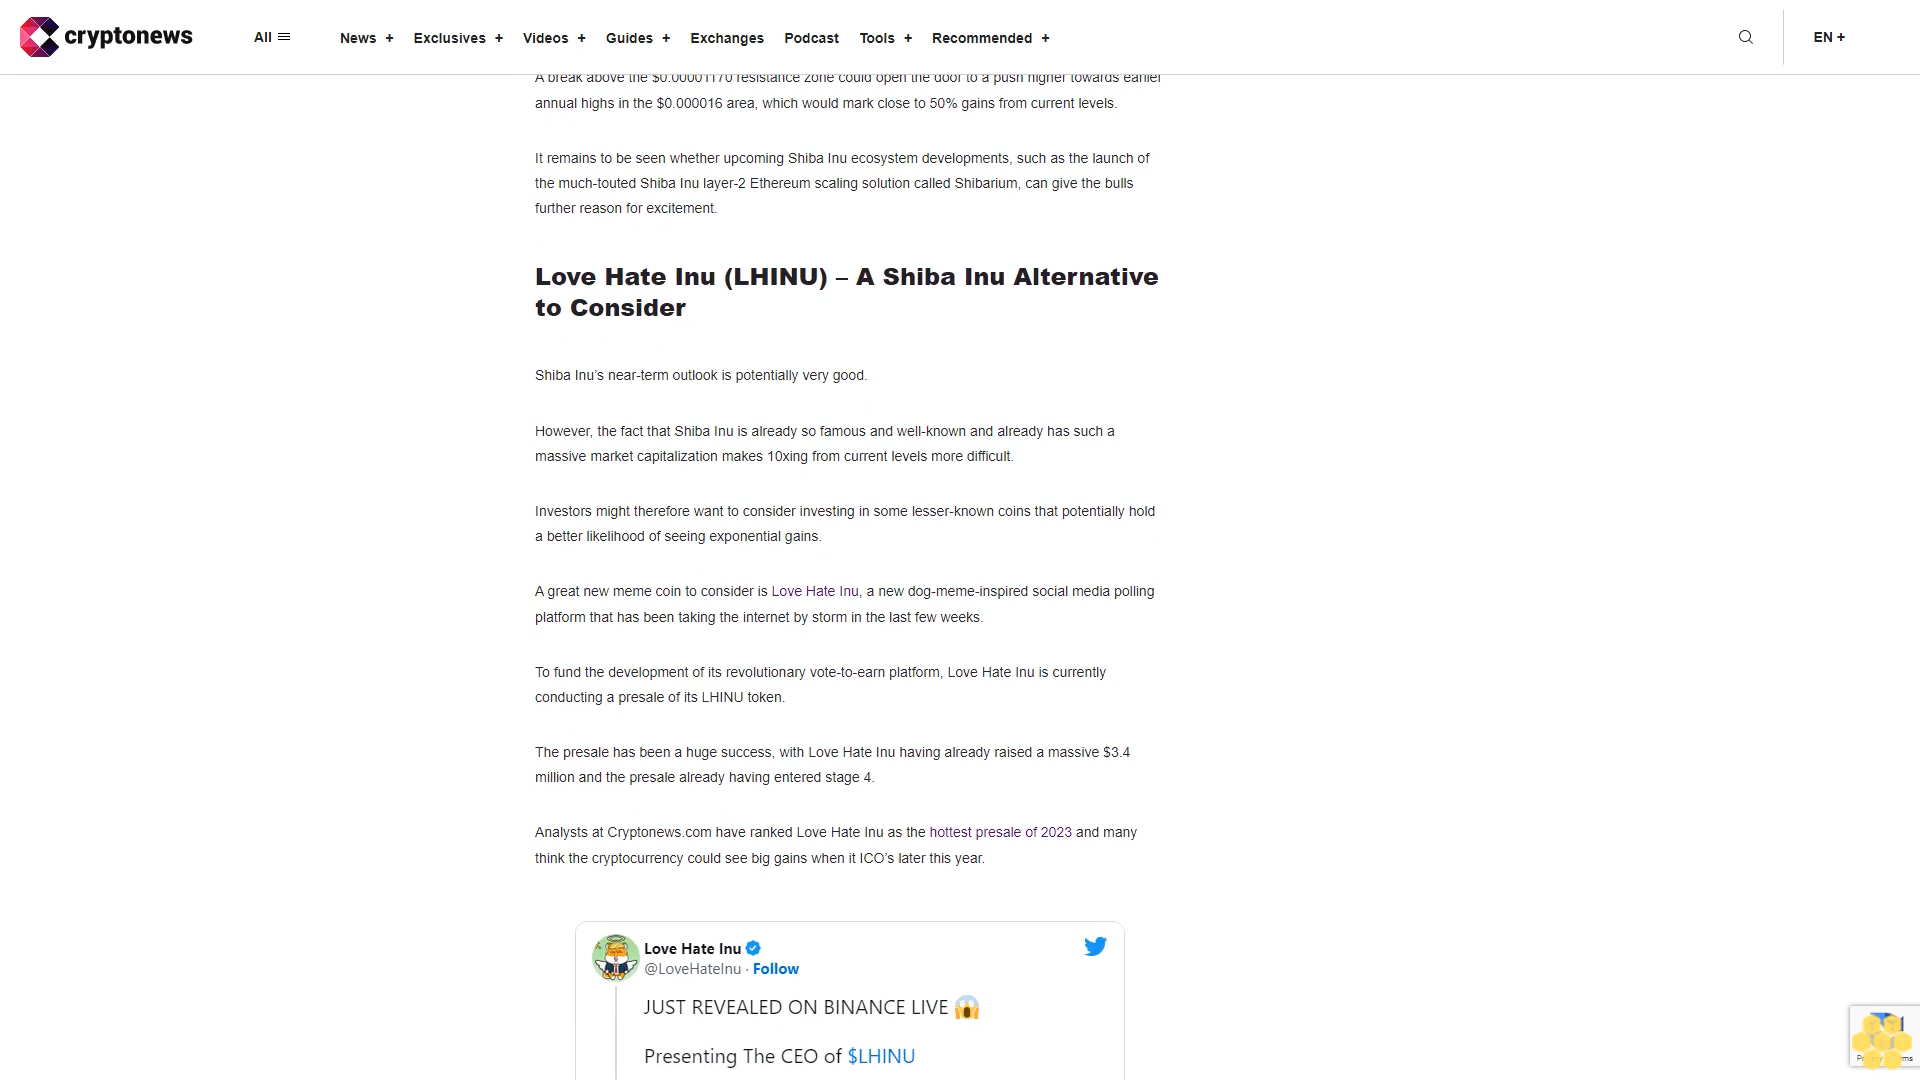 cryptonews
All
News +
Exclusives +
Videos +
Guides +
Exchanges
Podcast
Tools +
Recommended +
EN +
A break above the $0.00001170 resistance zone could open the door to a push higher towards earlier
annual highs in the $0.000016 area, which would mark close to 50% gains from current levels.
It remains to be seen whether upcoming Shiba Inu ecosystem developments, such as the launch of
the much-touted Shiba Inu layer-2 Ethereum scaling solution called Shibarium, can give the bulls
further reason for excitement.
Love Hate Inu (LHINU) – A Shiba Inu Alternative
to Consider
Shiba Inu’s near-term outlook is potentially very good.
However, the fact that Shiba Inu is already so famous and well-known and already has such a
massive market capitalization makes 10xing from current levels more difficult.
Investors might therefore want to consider investing in some lesser-known coins that potentially hold
a better likelihood of seeing exponential gains.
A great new meme coin to consider is Love Hate Inu, a new dog-meme-inspired social media polling
platform that has been taking the internet by storm in the last few weeks.
To fund the development of its revolutionary vote-to-earn platform, Love Hate Inu is currently
conducting a presale of its LHINU token.
The presale has been a huge success, with Love Hate Inu having already raised a massive $3.4
million and the presale already having entered stage 4.
Analysts at Cryptonews.com have ranked Love Hate Inu as the hottest presale of 2023 and many
think the cryptocurrency could see big gains when it ICO’s later this year.
Love Hate Inu
@LoveHateInu · Follow
JUST REVEALED ON BINANCE LIVE 😱
Presenting The CEO of $LHINU